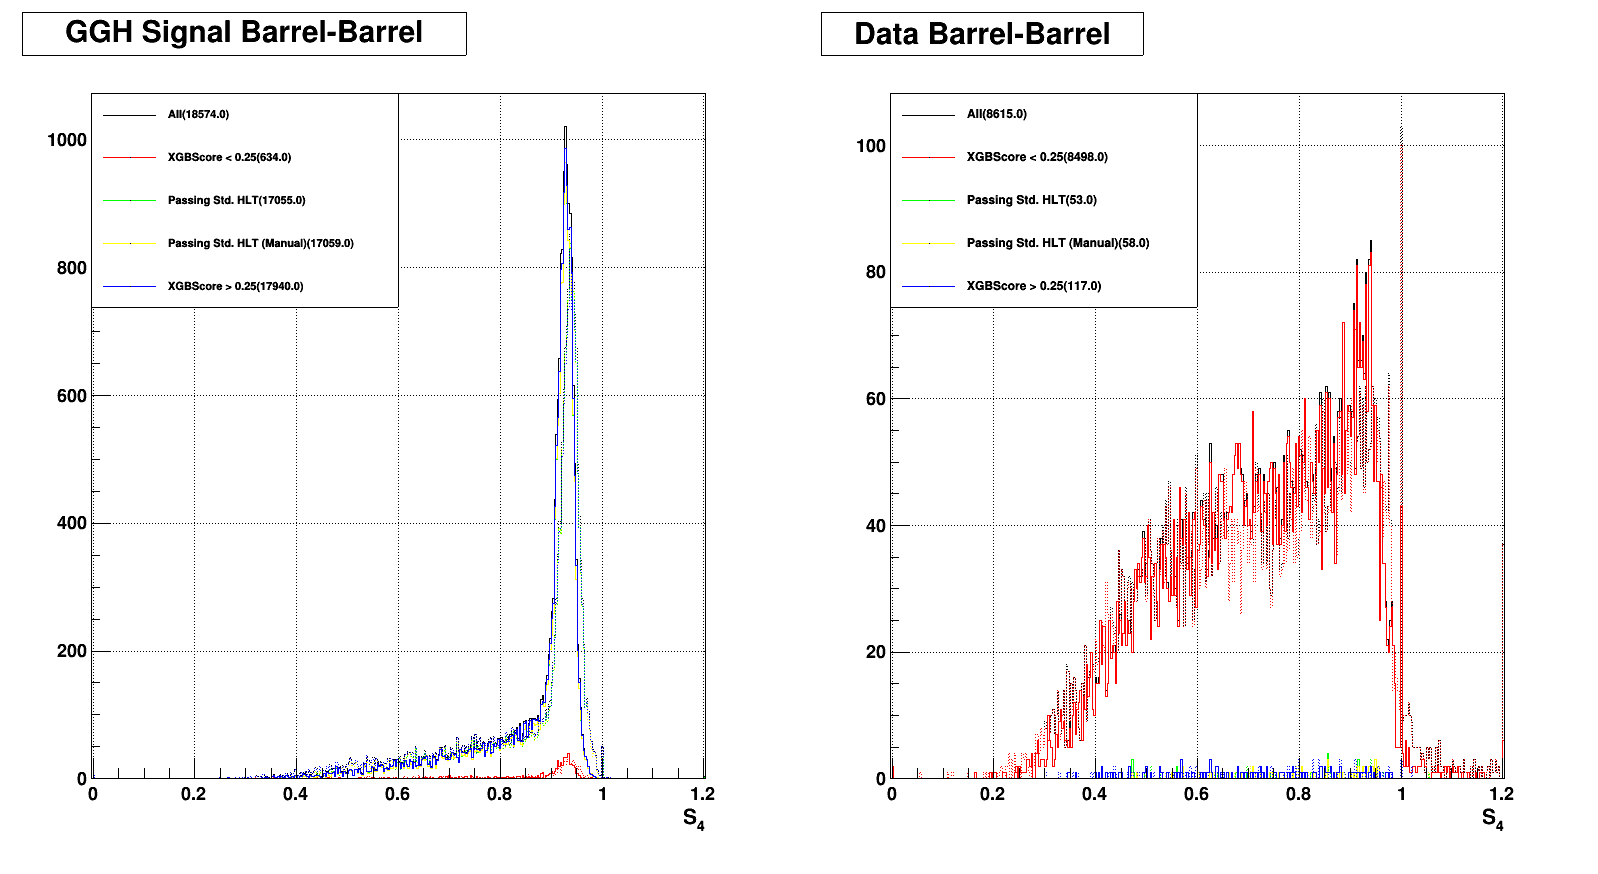 GGH Signal Barrel-Barrel
All(18574.0)
XGBScore < 0.25(634.0)
Passing Std. HLT(17055.0)
Passing Std. HLT (Manual)(17059.0)
XGBScore > 0.25(17940.0)
1000
800
600
400
200
0
0 0.2 0.4 0.6 0.8 1 1.2
S4
Data Barrel-Barrel
All(8615.0)
XGBScore < 0.25(8498.0)
Passing Std. HLT(53.0)
Passing Std. HLT (Manual)(58.0)
XGBScore > 0.25(117.0)
100
80
60
40
20
0
0 0.2 0.4 0.6 0.8 1 1.2
S4